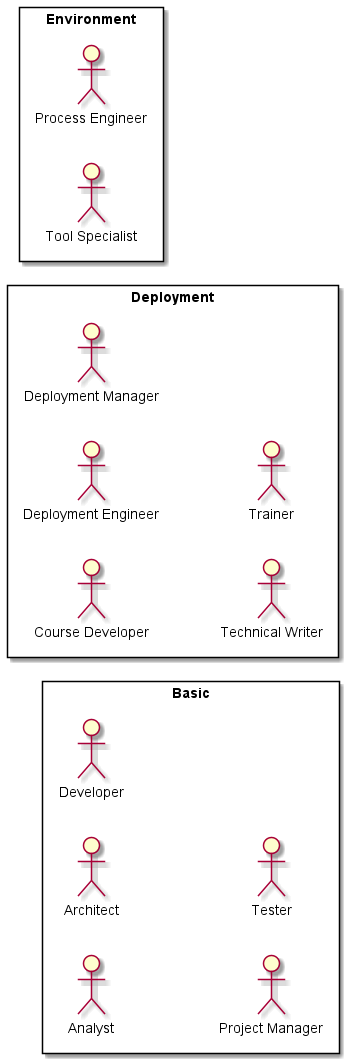 Environment
Process Engineer
Tool Specialist
Deployment
Deployment Manager
Deployment Engineer
Trainer
Course Developer
Technical Writer
Basic
Developer
Architect
Tester
Analyst
Project Manager